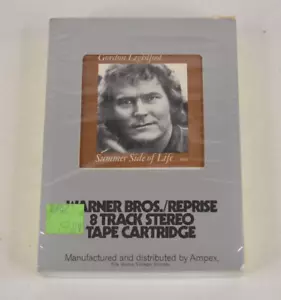 Gordon Lightfoot
Summer Side of Life
WARNER BROS./REPRISE
8 TRACK STEREO
TAPE CARTRIDGE
Manufactured and distributed by Ampex,